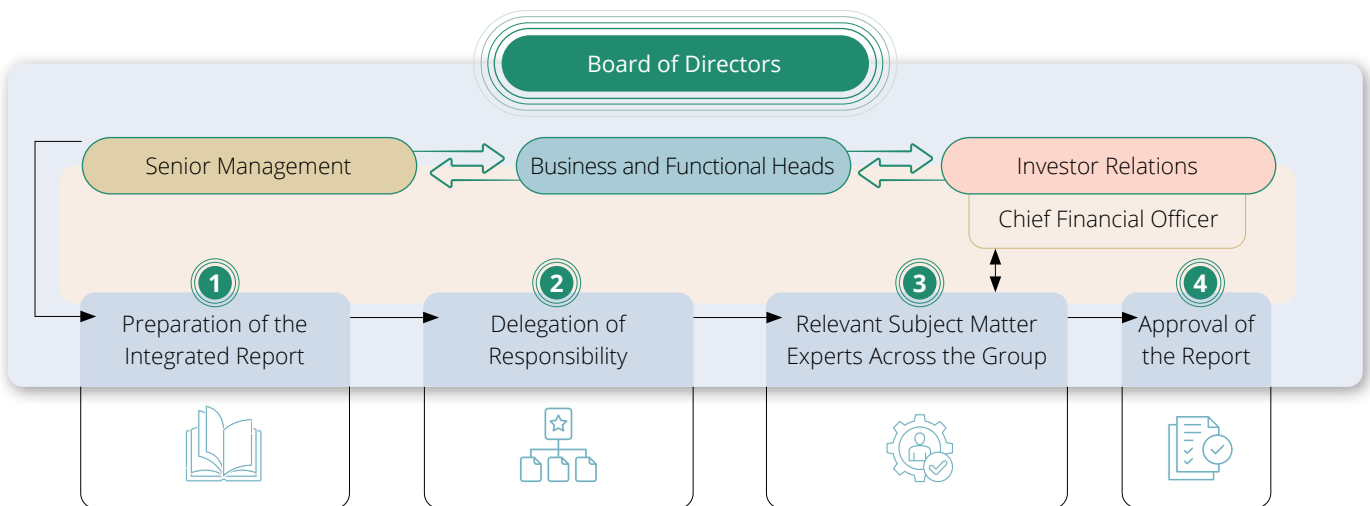 Board of Directors
Senior Management
Business and Functional Heads
Investor Relations
Chief Financial Officer
1
Preparation of the
Integrated Report
2
Delegation of
Responsibility
3
Relevant Subject Matter
Experts Across the Group
4
Approval of
the Report